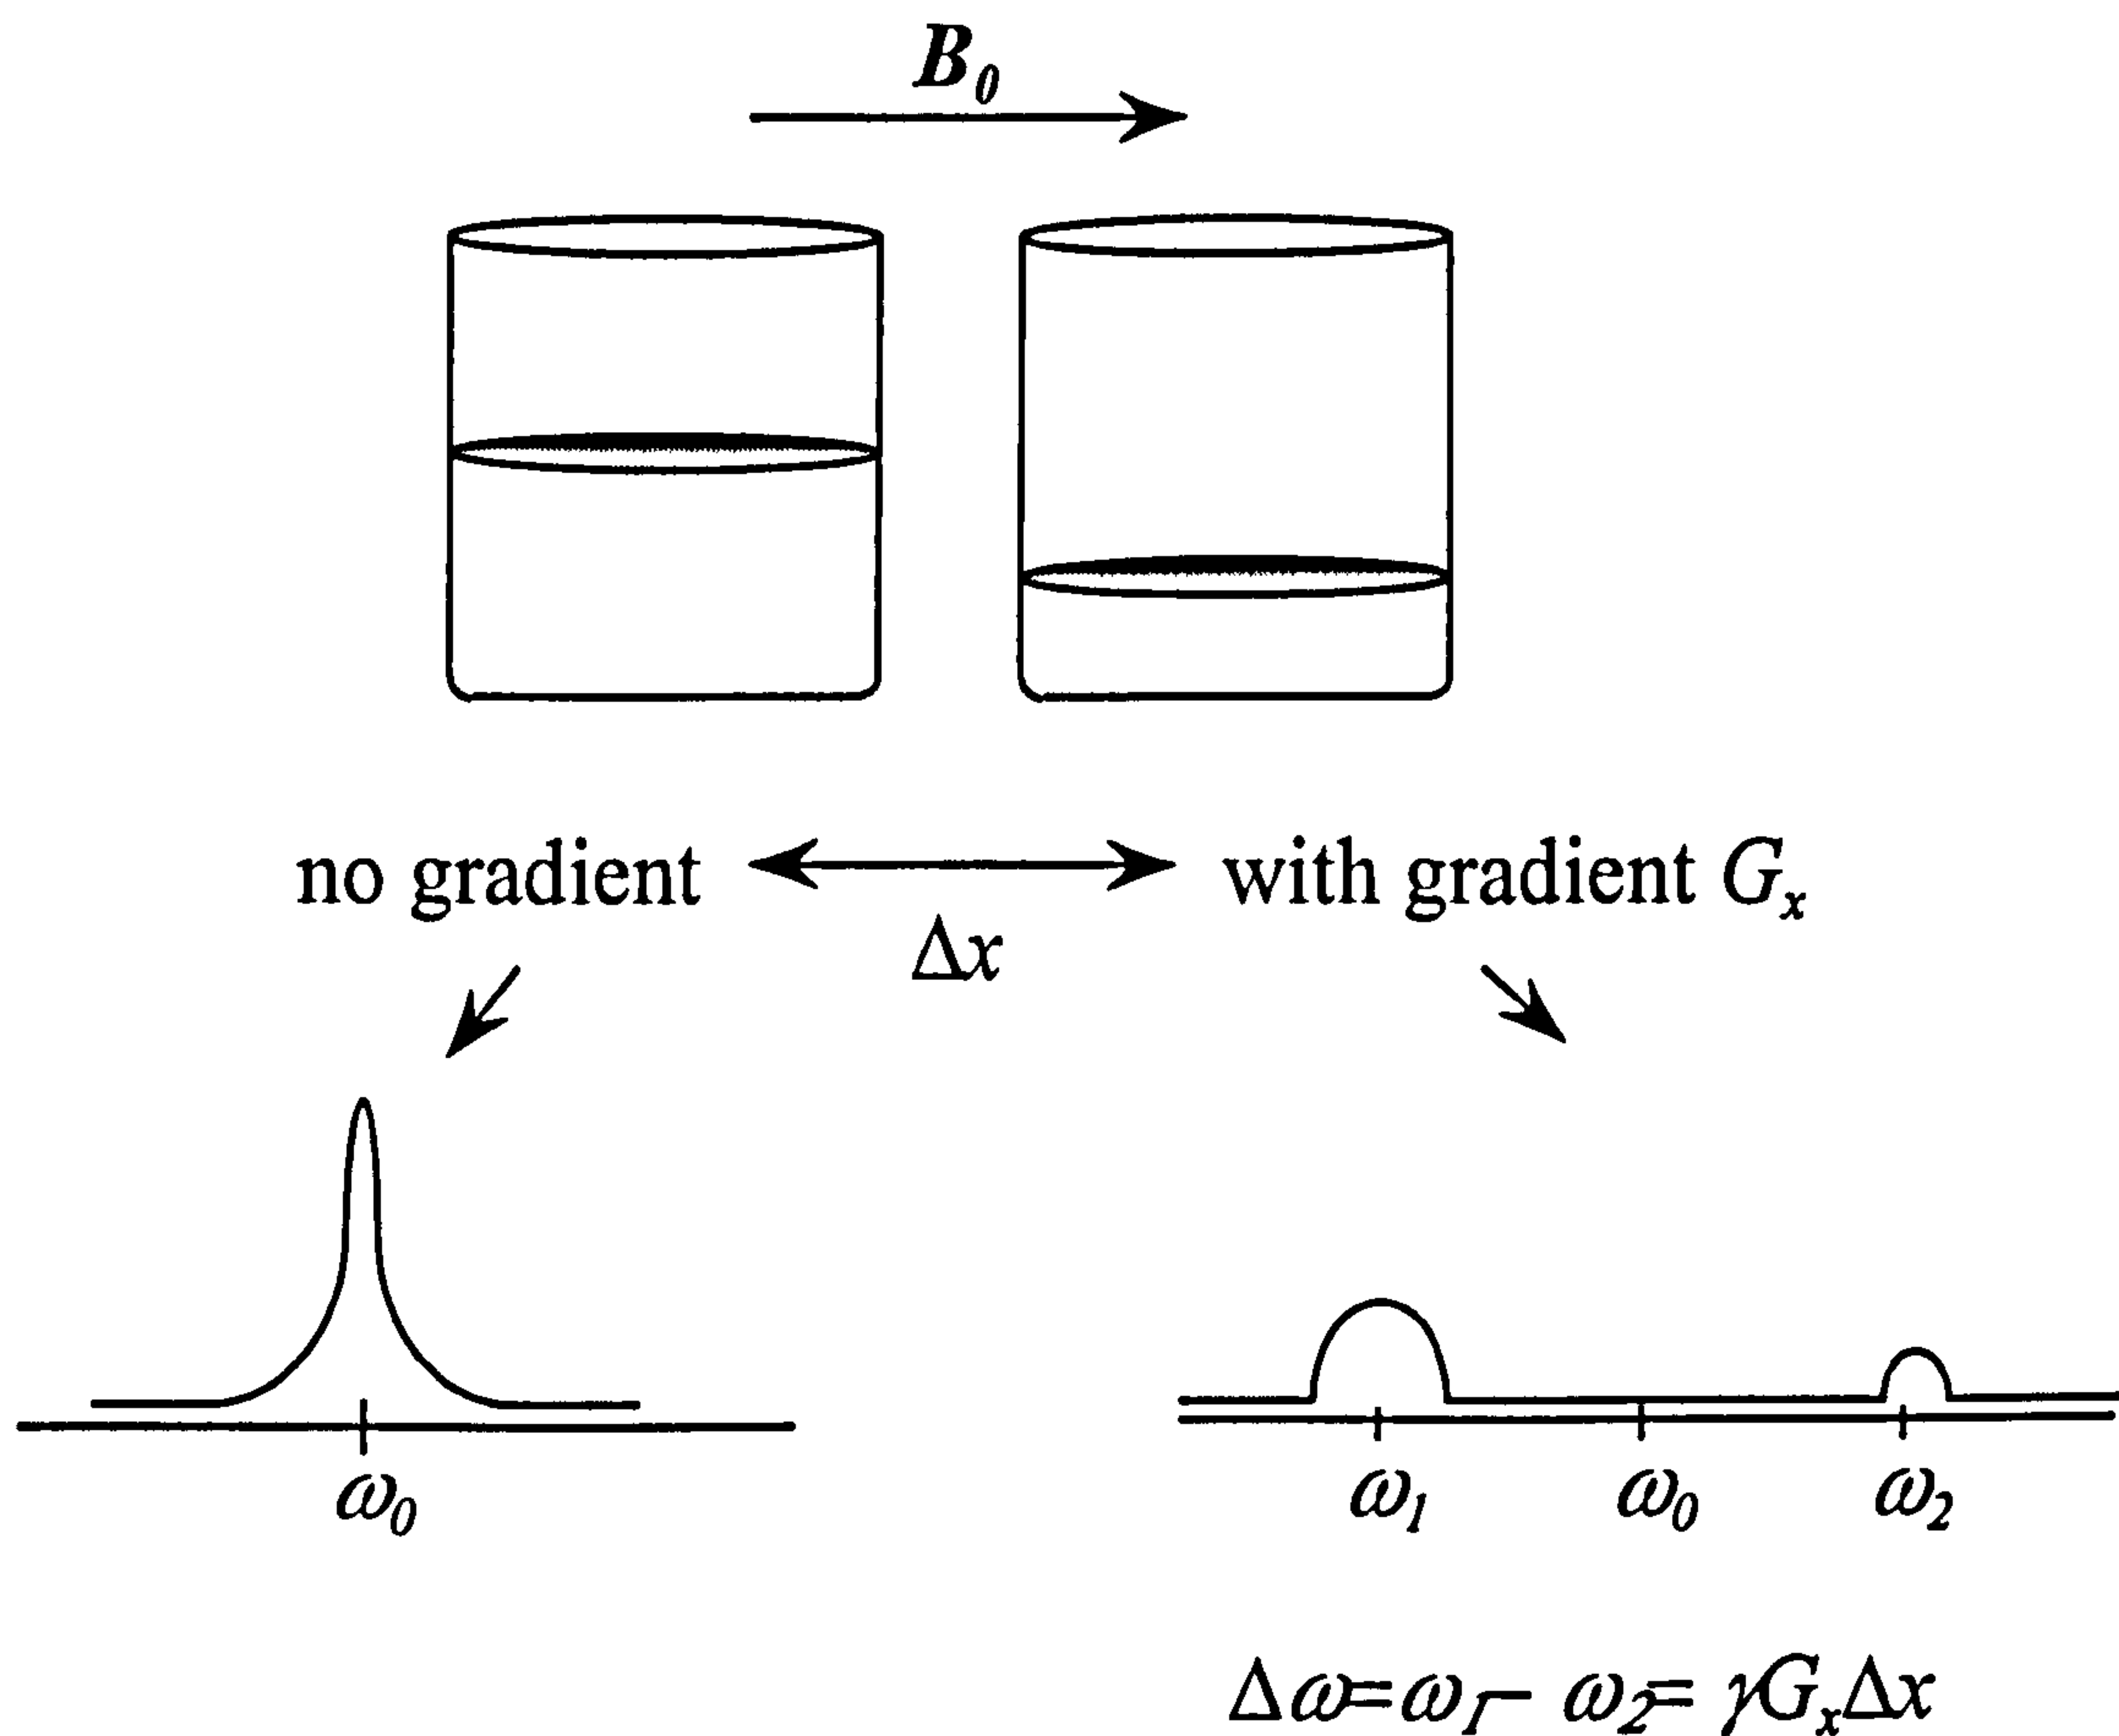 B₀
no gradient
Δx
with gradient Gₓ
ω₀
ω₁ ω₀ ω₂
Δω=ω₁− ω₂= γGₓΔx